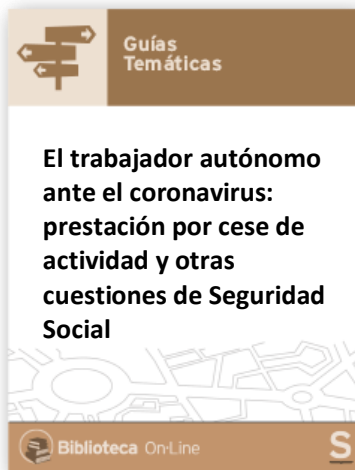 Guías
Temáticas
El trabajador autónomo
ante el coronavirus:
prestación por cese de
actividad y otras
cuestiones de Seguridad
Social
Biblioteca On·Line
S